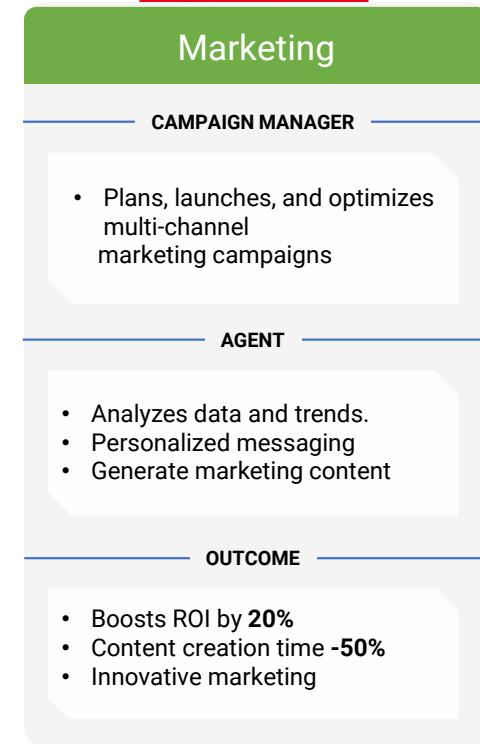 Marketing
CAMPAIGN MANAGER
• Plans, launches, and optimizes
multi-channel
marketing campaigns
AGENT
• Analyzes data and trends.
• Personalized messaging
• Generate marketing content
OUTCOME
• Boosts ROI by 20%
• Content creation time -50%
• Innovative marketing